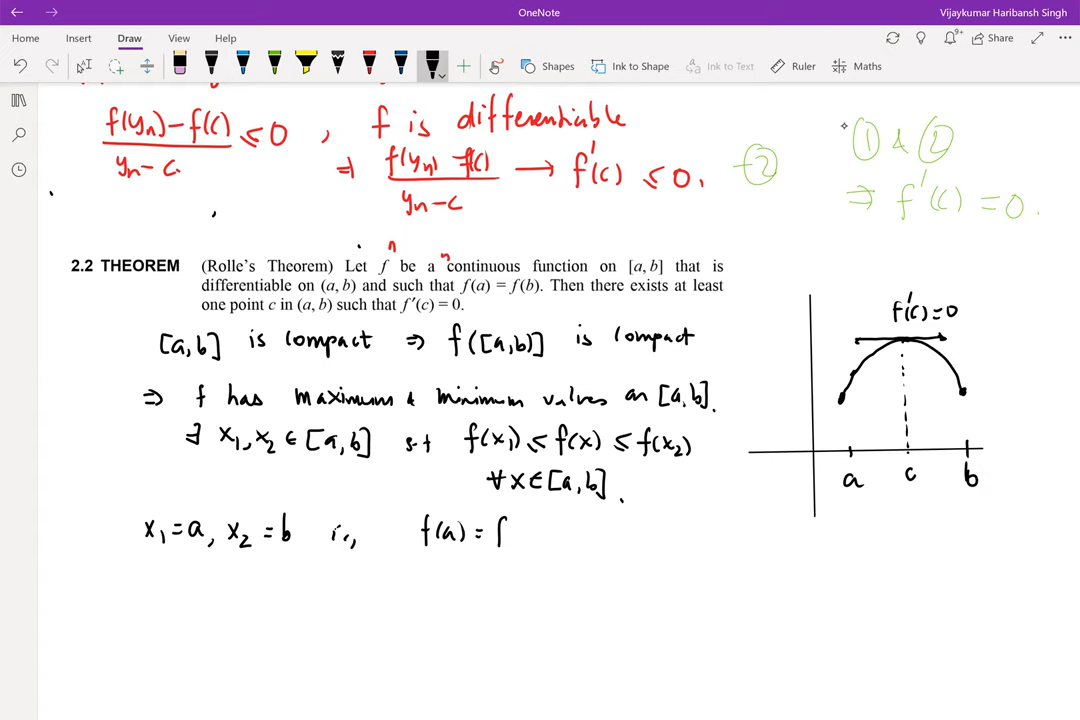 OneNote
Vijaykumar Haribansh Singh
Home Insert Draw View Help
9+ Share
Shapes Ink to Shape Ink to Text Ruler Maths
f(yn) - f(c) / yn - c ≤ 0 , f is differentiable
⇒ f(yn) - f(c) / yn - c → f'(c) ≤ 0. -②
① & ②
⇒ f'(c) = 0.
2.2 THEOREM (Rolle's Theorem) Let f be a continuous function on [a, b] that is
differentiable on (a, b) and such that f(a) = f(b). Then there exists at least
one point c in (a, b) such that f′(c) = 0.
[a,b] is compact ⇒ f([a,b)] is compact
⇒ f has maximum & minimum values on [a,b].
∃ x₁, x₂ ∈ [a,b] s.t f(x₁) ≤ f(x) ≤ f(x₂)
∀ x ∈ [a,b].
x₁ = a, x₂ = b i, f(a) = f
f'(c) = 0
a c b